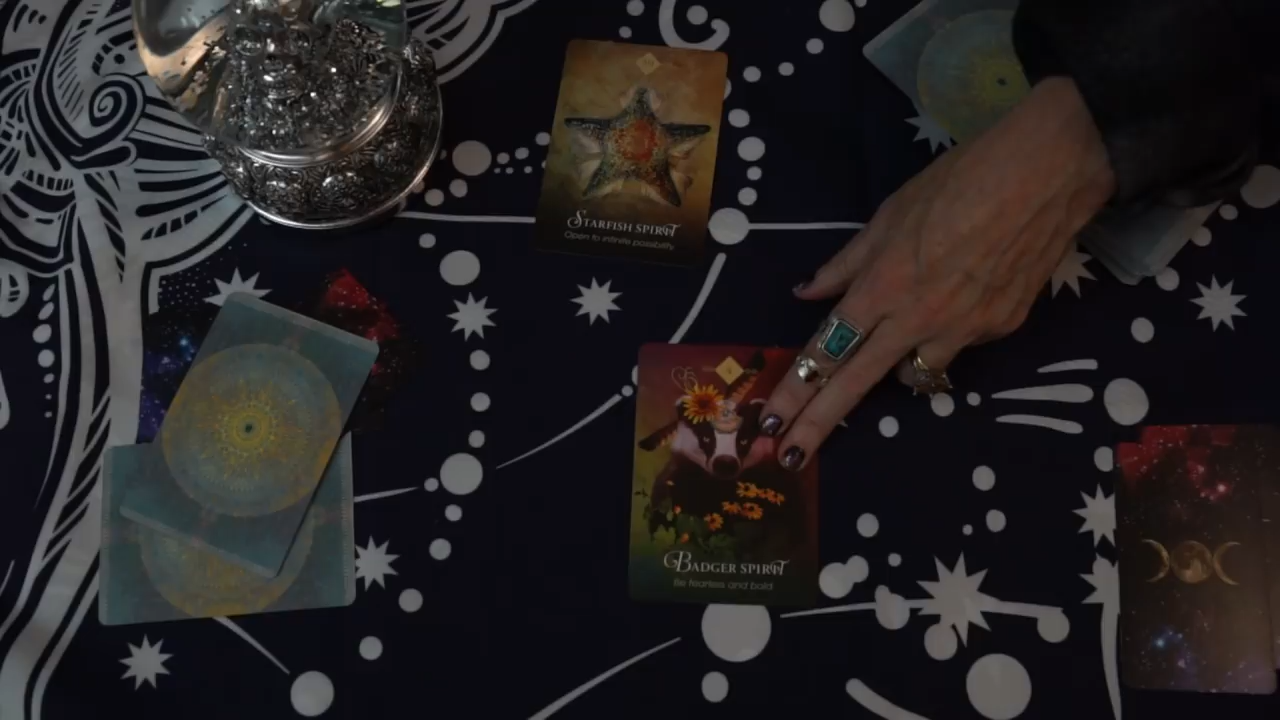 STARFISH SPIRIT
Open to infinite possibility.
BADGER SPIRIT
Be fearless and bold